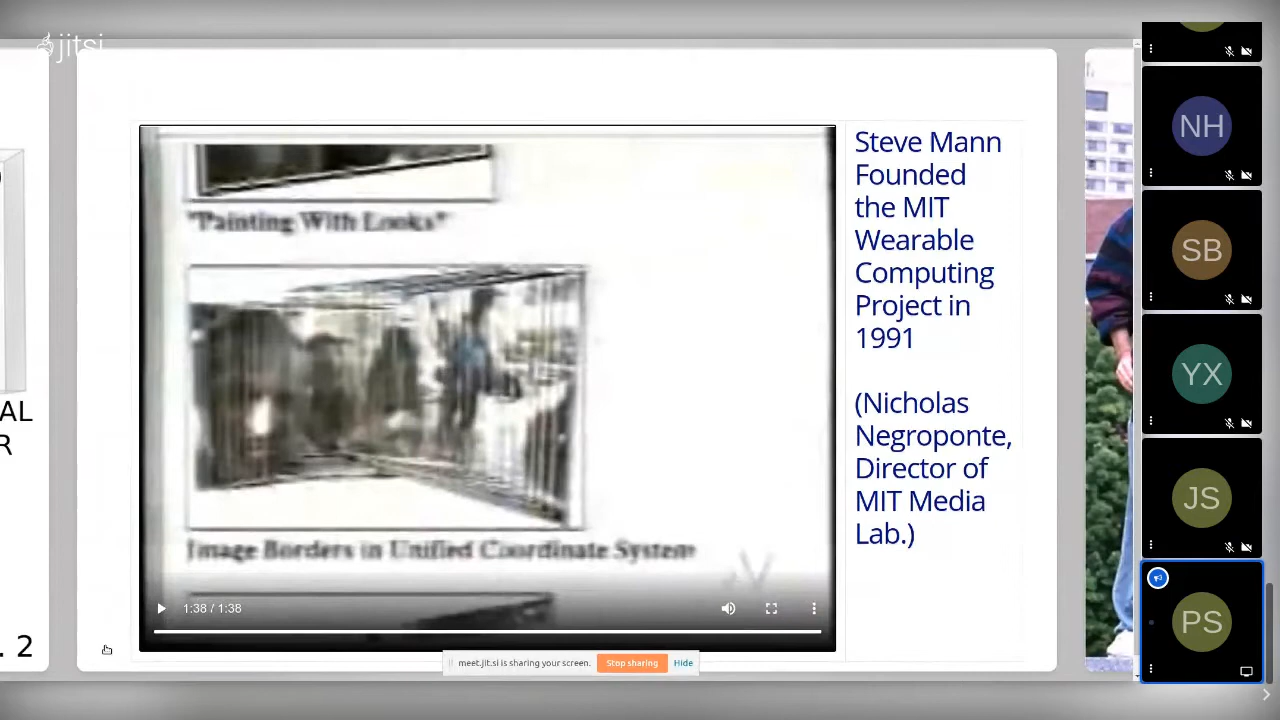 jitsi
"Painting With Looks"
Image Borders in Unified Coordinate System
1:38 / 1:38
Steve Mann
Founded
the MIT
Wearable
Computing
Project in
1991
(Nicholas
Negroponte,
Director of
MIT Media
Lab.)
AL
R
. 2
meet.jit.si is sharing your screen. Stop sharing Hide
NH
SB
YX
JS
PS